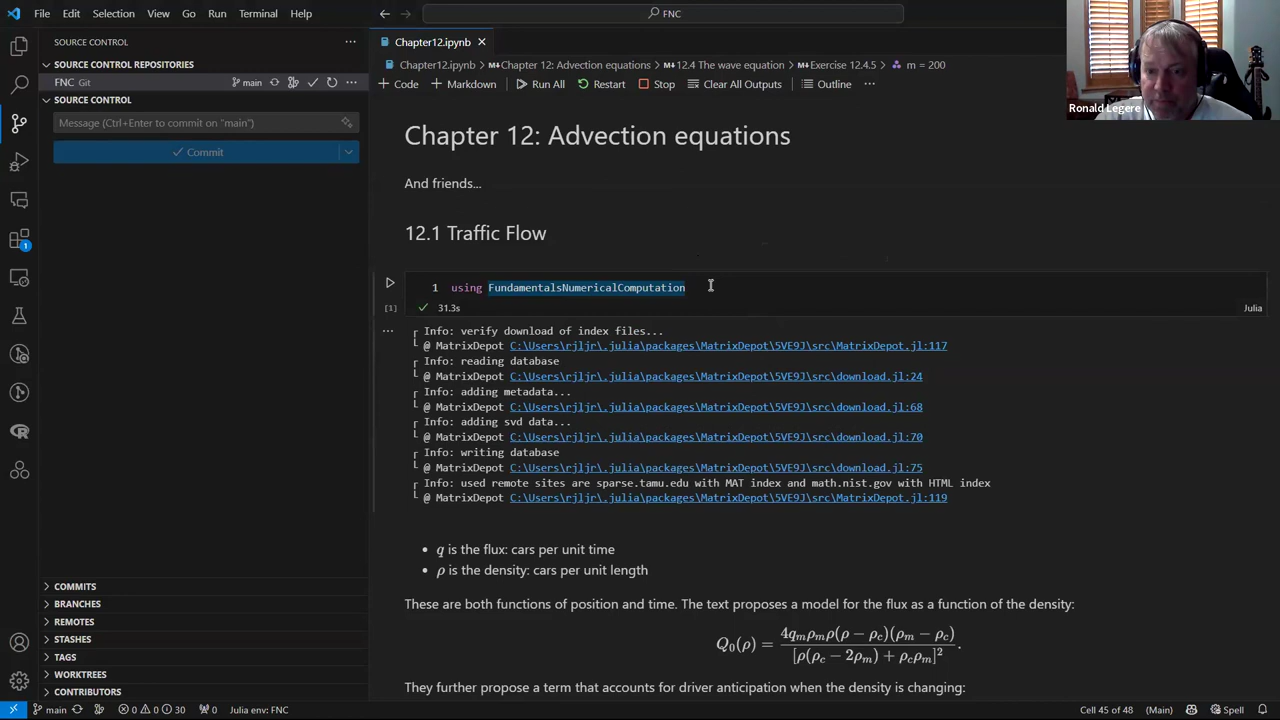 File Edit Selection View Go Run Terminal Help
FNC
SOURCE CONTROL
Chapter12.ipynb
SOURCE CONTROL REPOSITORIES
chapter12.ipynb > Chapter 12: Advection equations > 12.4 The wave equation > Exercise 12.4.5 > m = 200
FNC Git main
+ Code + Markdown Run All Restart Stop Clear All Outputs Outline ...
SOURCE CONTROL
Message (Ctrl+Enter to commit on "main")
Commit
Ronald Legere
Chapter 12: Advection equations
And friends...
12.1 Traffic Flow
1 using FundamentalsNumericalComputation
[1] 31.3s Julia
┌ Info: verify download of index files...
└ @ MatrixDepot C:\Users\rjljr\.julia\packages\MatrixDepot\5VE9J\src\MatrixDepot.jl:117
┌ Info: reading database
└ @ MatrixDepot C:\Users\rjljr\.julia\packages\MatrixDepot\5VE9J\src\download.jl:24
┌ Info: adding metadata...
└ @ MatrixDepot C:\Users\rjljr\.julia\packages\MatrixDepot\5VE9J\src\download.jl:68
┌ Info: adding svd data...
└ @ MatrixDepot C:\Users\rjljr\.julia\packages\MatrixDepot\5VE9J\src\download.jl:70
┌ Info: writing database
└ @ MatrixDepot C:\Users\rjljr\.julia\packages\MatrixDepot\5VE9J\src\download.jl:75
┌ Info: used remote sites are sparse.tamu.edu with MAT index and math.nist.gov with HTML index
└ @ MatrixDepot C:\Users\rjljr\.julia\packages\MatrixDepot\5VE9J\src\MatrixDepot.jl:119
• q is the flux: cars per unit time
• ρ is the density: cars per unit length
These are both functions of position and time. The text proposes a model for the flux as a function of the density:
Q₀(ρ) = 4qₘρₘρ(ρ − ρ_c)(ρₘ − ρ_c) / [ρ(ρ_c − 2ρₘ) + ρ_cρₘ]².
They further propose a term that accounts for driver anticipation when the density is changing:
COMMITS
BRANCHES
REMOTES
STASHES
TAGS
WORKTREES
CONTRIBUTORS
main 0 0 30 0 Julia env: FNC Cell 45 of 48 (Main) Spell
1